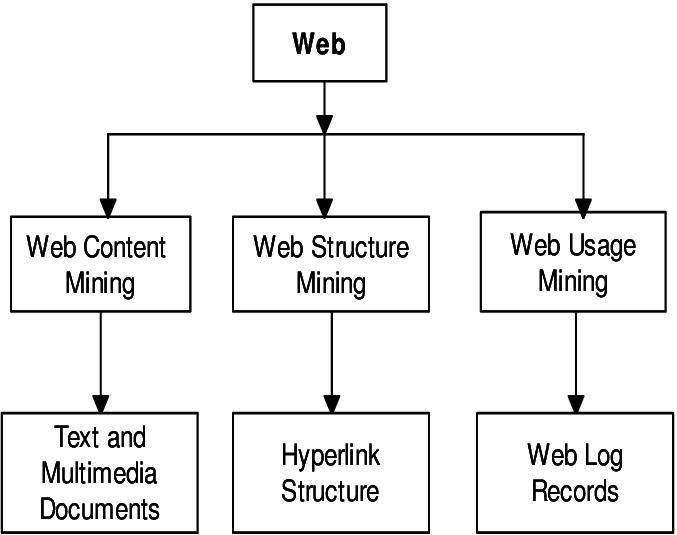 Web
Web Content
Mining
Web Structure
Mining
Web Usage
Mining
Text and
Multimedia
Documents
Hyperlink
Structure
Web Log
Records